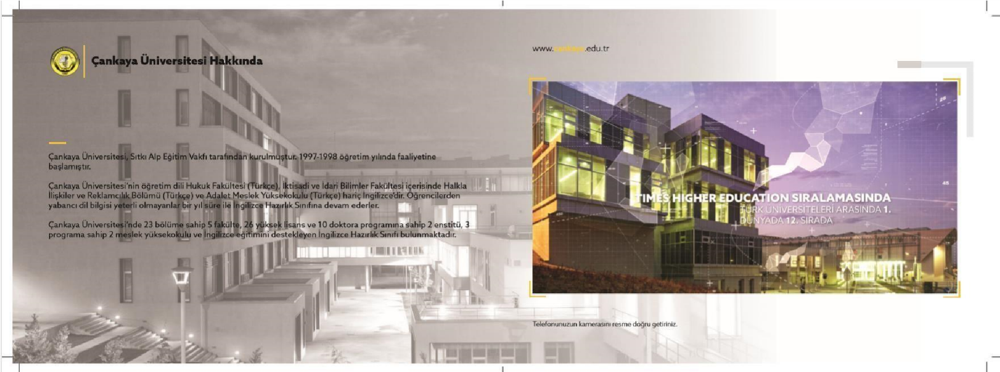 Çankaya Üniversitesi Hakkında
Çankaya Üniversitesi, Sıtkı Alp Eğitim Vakfı tarafından kurulmuştur. 1997-1998 öğretim yılında faaliyetine
başlamıştır.
Çankaya Üniversitesi'nin öğretim dili Hukuk Fakültesi (Türkçe), İktisadi ve İdari Bilimler Fakültesi içerisinde Halkla
İlişkiler ve Reklamcılık Bölümü (Türkçe) ve Adalet Meslek Yüksekokulu (Türkçe) hariç İngilizce'dir. Öğrencilerden
yabancı dil bilgisi yeterli olmayanlar bir yıl süre ile İngilizce Hazırlık Sınıfına devam ederler.
Çankaya Üniversitesi'nde 23 bölüme sahip 5 fakülte, 26 yüksek lisans ve 10 doktora programına sahip 2 enstitü, 3
programa sahip 2 meslek yüksekokulu ve İngilizce eğitimini destekleyen İngilizce Hazırlık Sınıfı bulunmaktadır.
www.cankaya.edu.tr
TIMES HIGHER EDUCATION SIRALAMASINDA
TÜRK ÜNİVERSİTELERİ ARASINDA 1.
DÜNYADA 12. SIRADA
Telefonunuzun kamerasını resme doğru getiriniz.